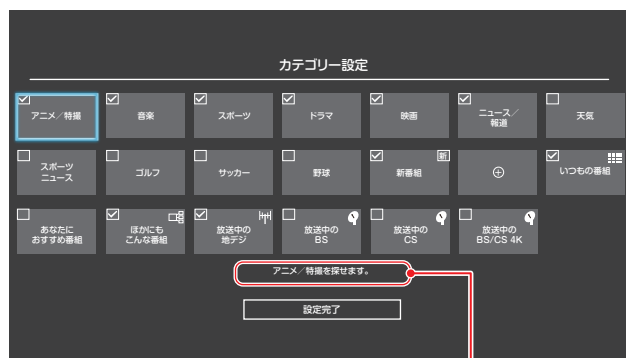 カテゴリー設定
アニメ／特撮
音楽
スポーツ
ドラマ
映画
ニュース／
報道
天気
スポーツ
ニュース
ゴルフ
サッカー
野球
新
新番組
いつもの番組
あなたに
おすすめ番組
ほかにも
こんな番組
放送中の
地デジ
放送中の
BS
放送中の
CS
放送中の
BS/CS 4K
アニメ／特撮を探せます。
設定完了